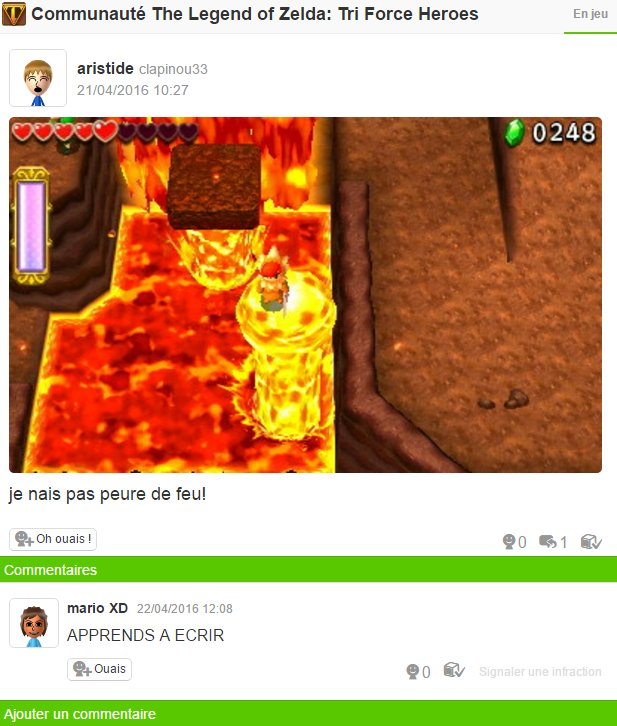 Communauté The Legend of Zelda: Tri Force Heroes
En jeu
aristide clapinou33
21/04/2016 10:27
0248
je nais pas peure de feu!
Oh ouais !
0 1
Commentaires
mario XD 22/04/2016 12:08
APPRENDS A ECRIR
Ouais
0 Signaler une infraction
Ajouter un commentaire